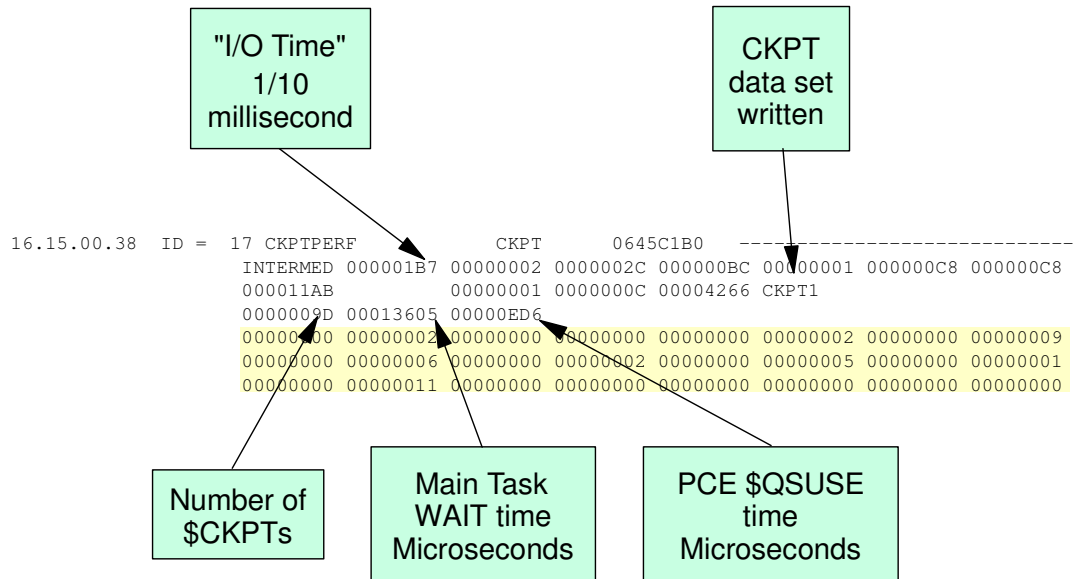 "I/O Time"
1/10
millisecond
CKPT
data set
written
16.15.00.38 ID = 17 CKPTPERF CKPT 0645C1B0 ----------------------------
INTERMED 000001B7 00000002 0000002C 000000BC 00000001 000000C8 000000C8
000011AB 00000001 0000000C 00004266 CKPT1
0000009D 00013605 00000ED6
00000000 00000002 00000000 00000000 00000000 00000002 00000000 00000009
00000000 00000006 00000000 00000002 00000000 00000005 00000000 00000001
00000000 00000011 00000000 00000000 00000000 00000000 00000000 00000000
Number of
$CKPTs
Main Task
WAIT time
Microseconds
PCE $QSUSE
time
Microseconds